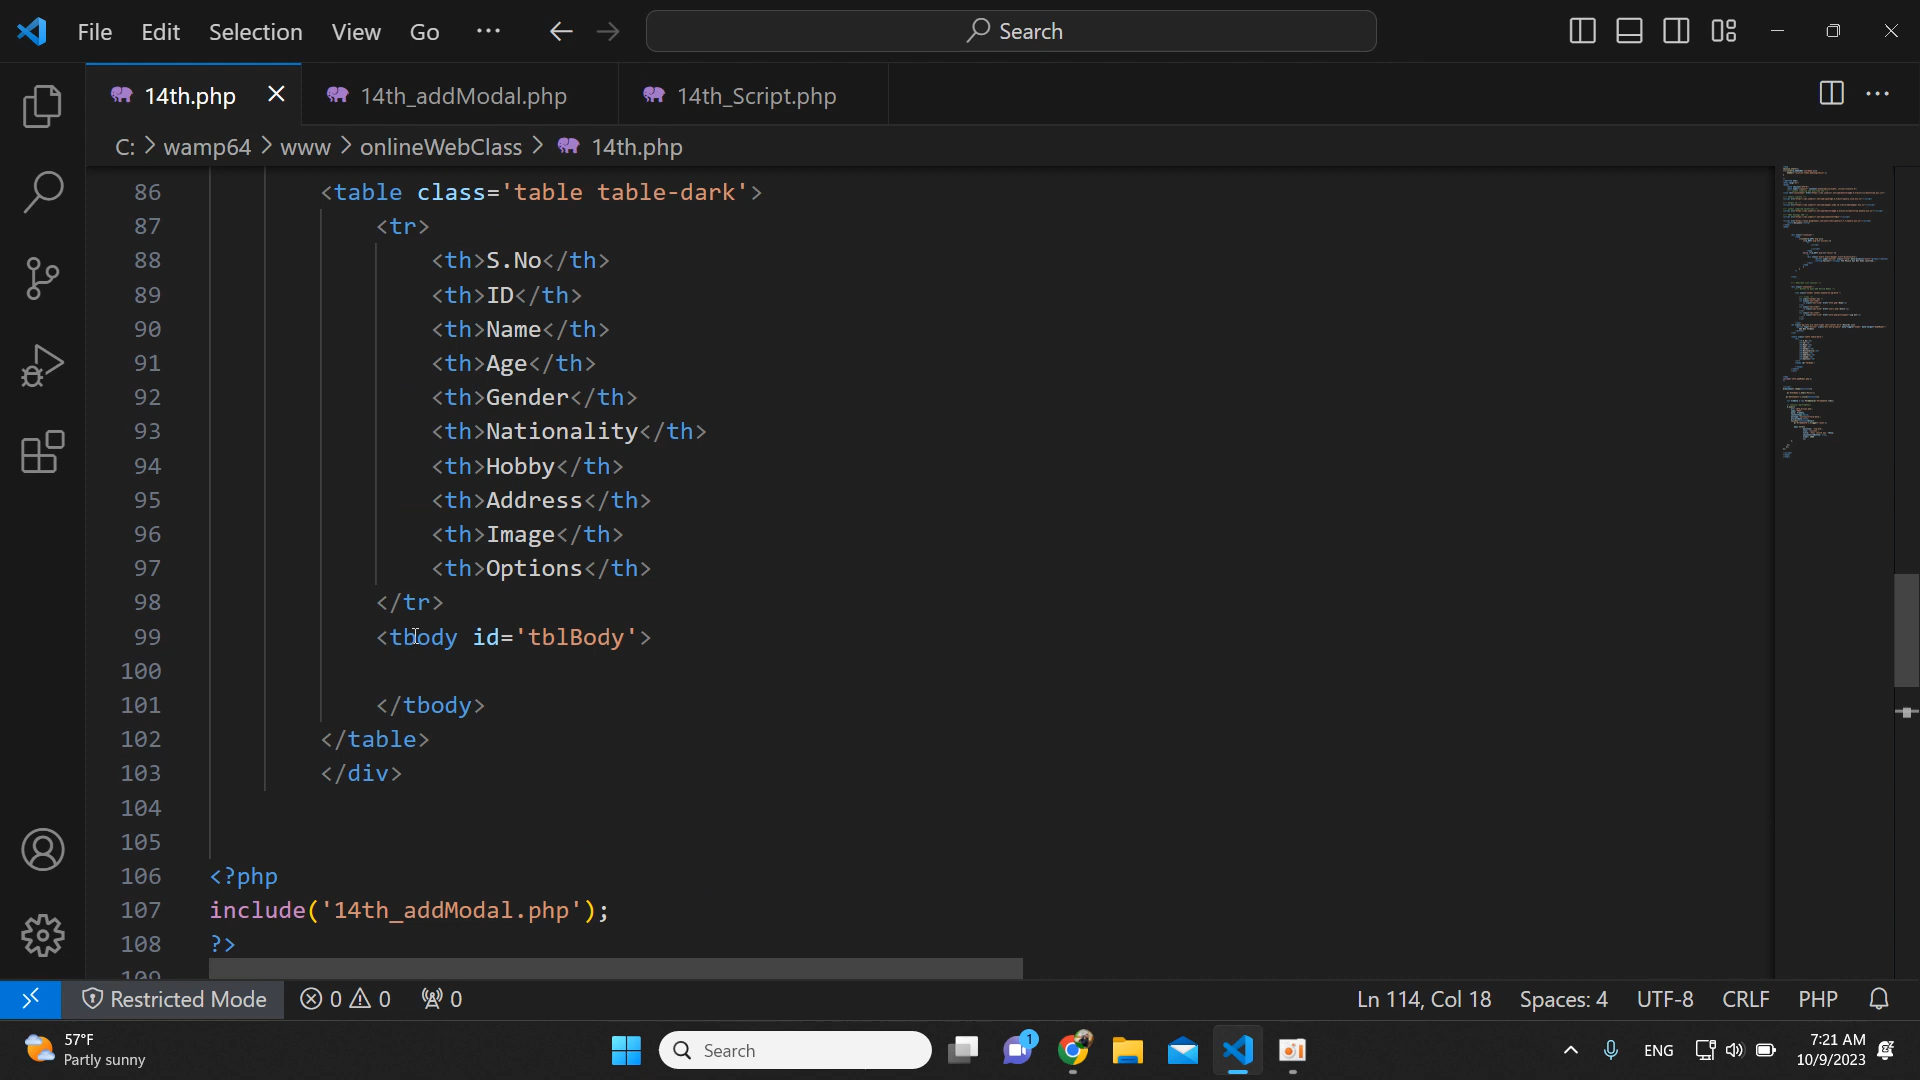 File Edit Selection View Go ··· Search
14th.php 14th_addModal.php 14th_Script.php
C: > wamp64 > www > onlineWebClass > 14th.php
86 <table class='table table-dark'>
87 <tr>
88 <th>S.No</th>
89 <th>ID</th>
90 <th>Name</th>
91 <th>Age</th>
92 <th>Gender</th>
93 <th>Nationality</th>
94 <th>Hobby</th>
95 <th>Address</th>
96 <th>Image</th>
97 <th>Options</th>
98 </tr>
99 <tbody id='tblBody'>
100
101 </tbody>
102 </table>
103 </div>
104
105
106 <?php
107 include('14th_addModal.php');
108 ?>
109
Restricted Mode 0 0 0 Ln 114, Col 18 Spaces: 4 UTF-8 CRLF PHP
57°F
Partly sunny
Search
1
ENG
7:21 AM
10/9/2023